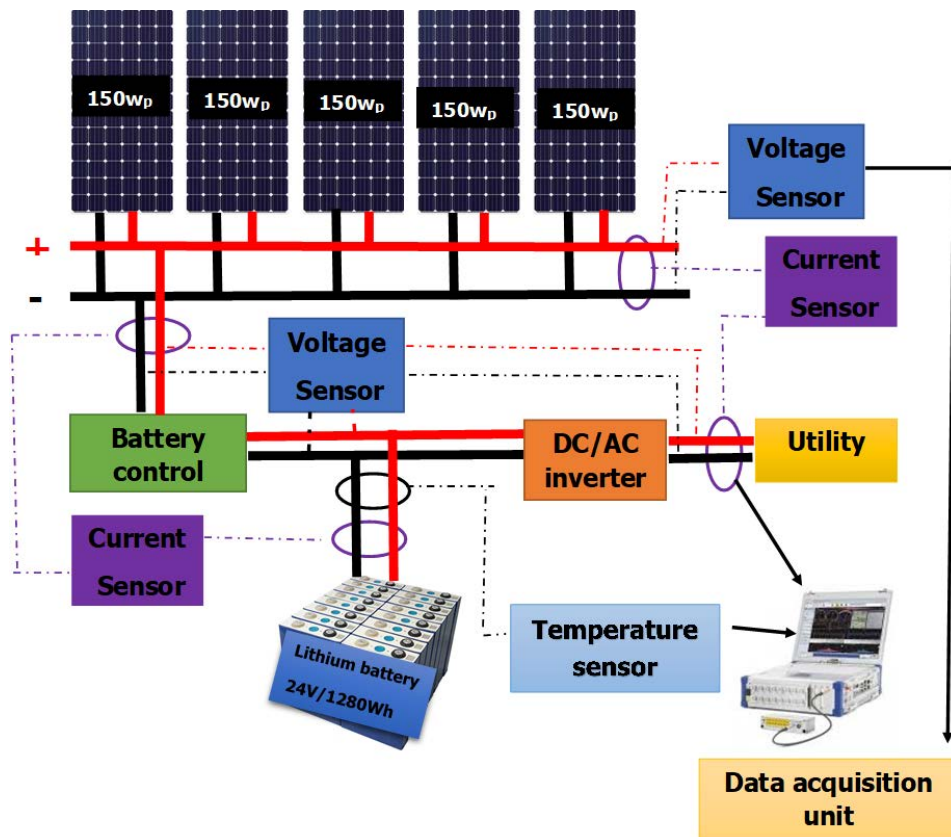 150wp
150wp
150wp
150wp
150wp
Voltage
Sensor
+
-
Current
Sensor
Voltage
Sensor
Battery
control
DC/AC
inverter
Utility
Current
Sensor
Lithium battery
24V/1280Wh
Temperature
sensor
Data acquisition
unit